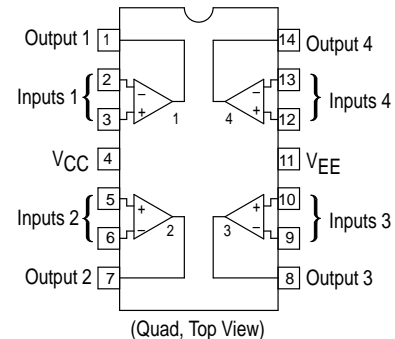 Output 1 1 14 Output 4
2 − − 13
Inputs 1 Inputs 4
3 + 1 4 + 12
VCC 4 11 VEE
5 + + 10
Inputs 2 Inputs 3
6 − 2 3 − 9
Output 2 7 8 Output 3
(Quad, Top View)